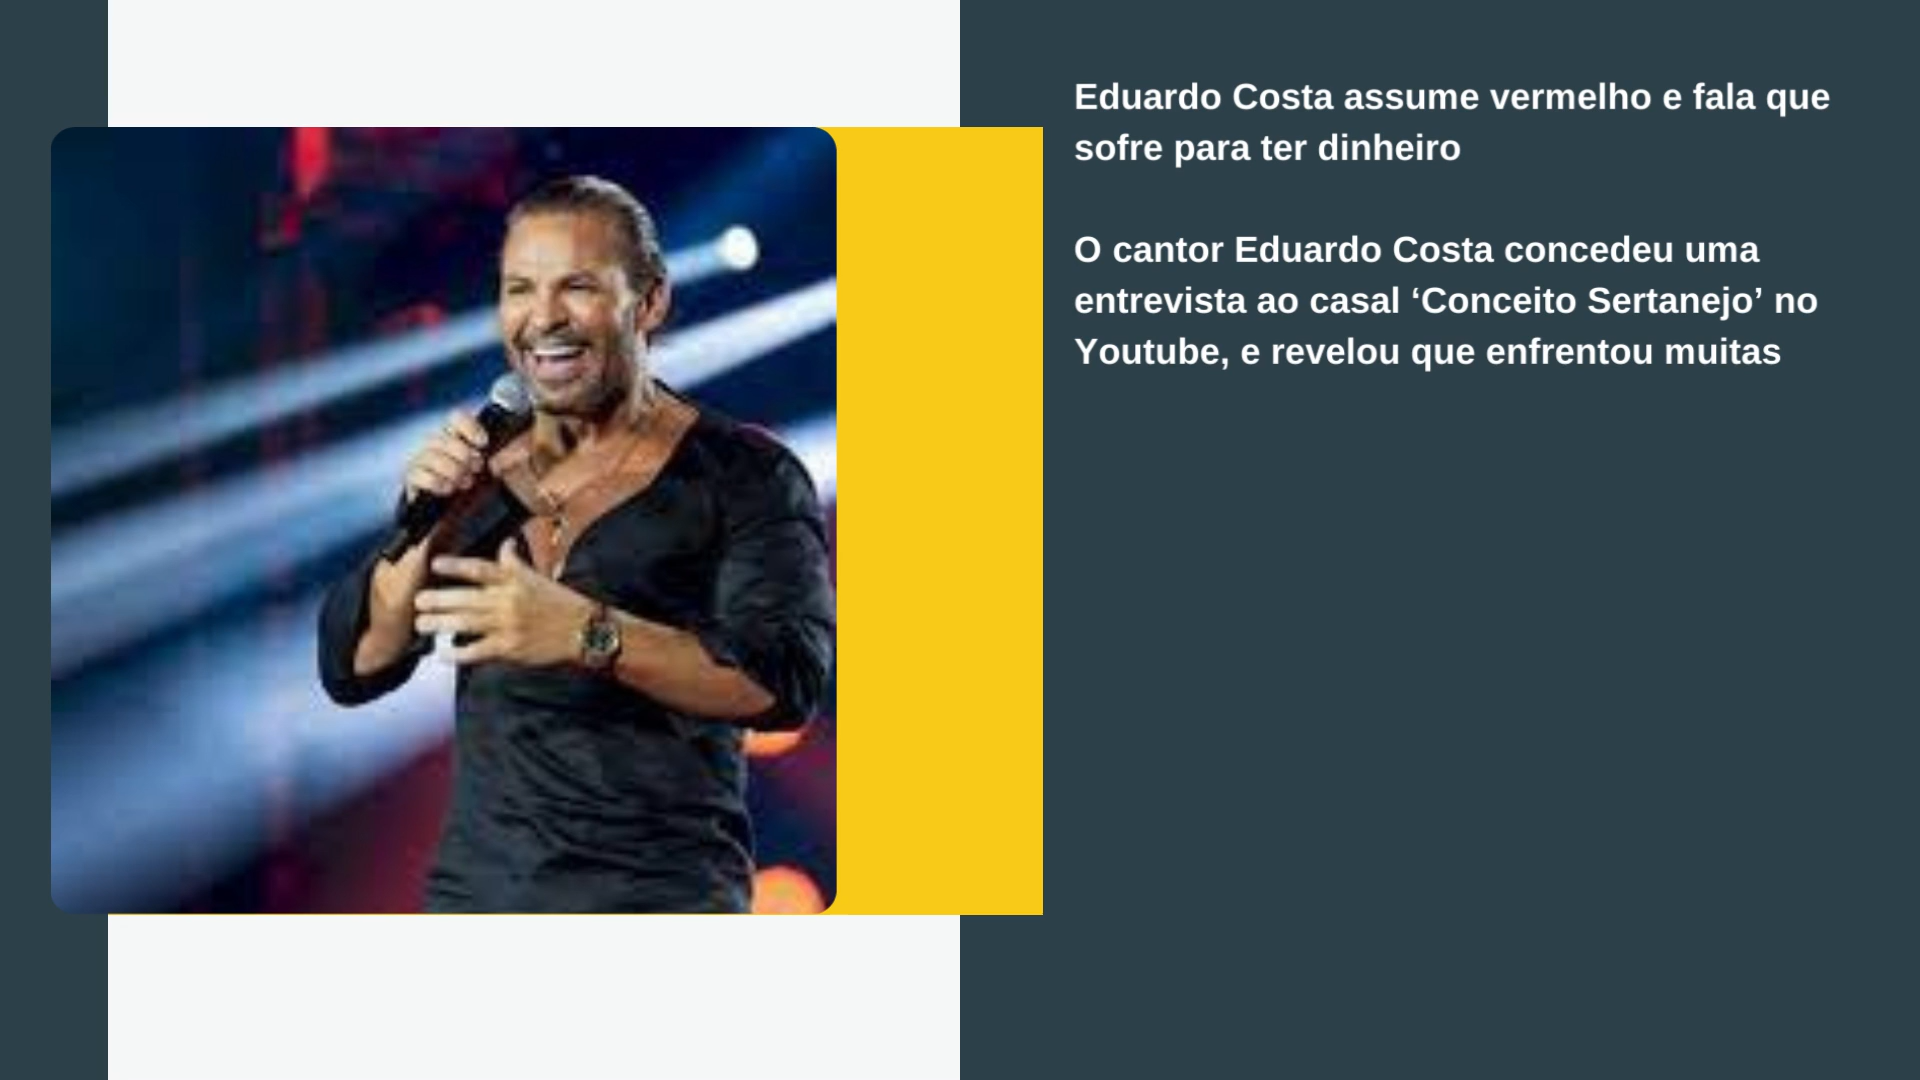 Eduardo Costa assume vermelho e fala que
sofre para ter dinheiro
O cantor Eduardo Costa concedeu uma
entrevista ao casal ‘Conceito Sertanejo’ no
Youtube, e revelou que enfrentou muitas